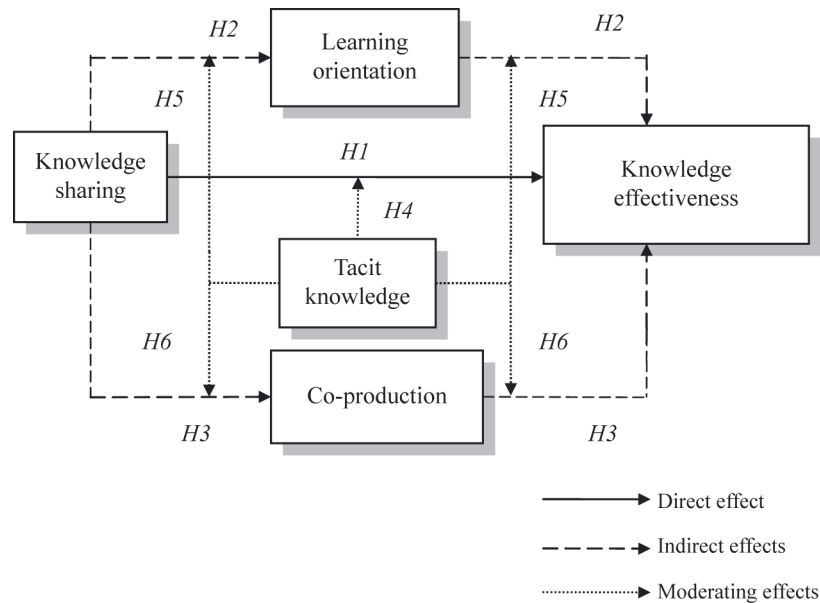 H2
Learning
orientation
H2
H5
H5
Knowledge
sharing
H1
Knowledge
effectiveness
H4
Tacit
knowledge
H6
H6
Co-production
H3
H3
Direct effect
Indirect effects
Moderating effects